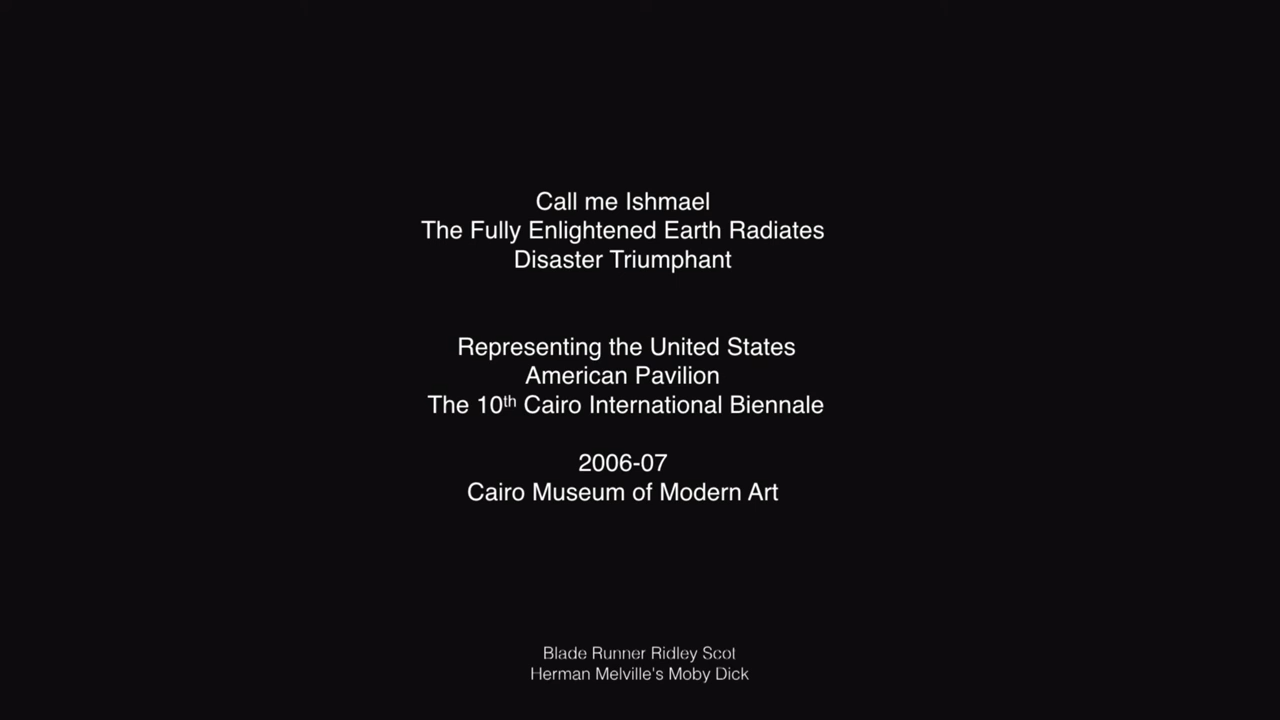 Call me Ishmael
The Fully Enlightened Earth Radiates
Disaster Triumphant
Representing the United States
American Pavilion
The 10th Cairo International Biennale
2006-07
Cairo Museum of Modern Art
Blade Runner Ridley Scot
Herman Melville's Moby Dick